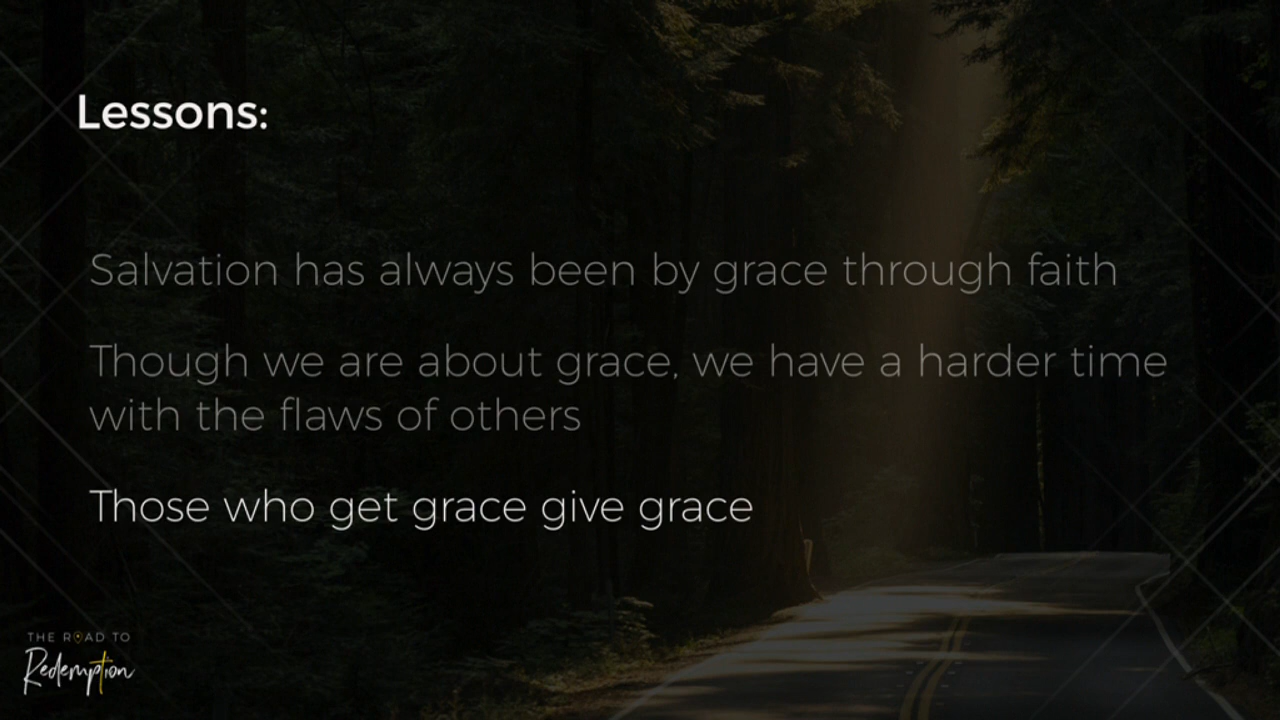 Lessons:
Salvation has always been by grace through faith
Though we are about grace, we have a harder time
with the flaws of others
Those who get grace give grace
THE ROAD TO
Redemption